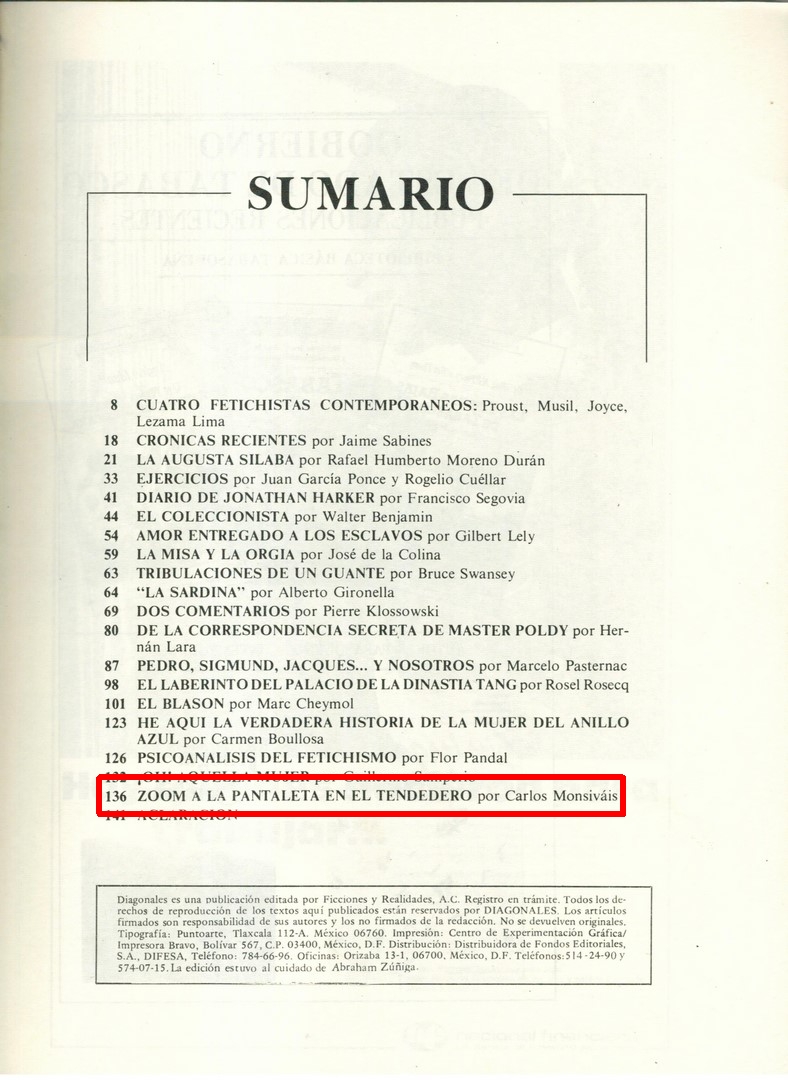 SUMARIO
8 CUATRO FETICHISTAS CONTEMPORANEOS: Proust, Musil, Joyce,
Lezama Lima
18 CRONICAS RECIENTES por Jaime Sabines
21 LA AUGUSTA SILABA por Rafael Humberto Moreno Durán
33 EJERCICIOS por Juan García Ponce y Rogelio Cuéllar
41 DIARIO DE JONATHAN HARKER por Francisco Segovia
44 EL COLECCIONISTA por Walter Benjamin
54 AMOR ENTREGADO A LOS ESCLAVOS por Gilbert Lely
59 LA MISA Y LA ORGIA por José de la Colina
63 TRIBULACIONES DE UN GUANTE por Bruce Swansey
64 “LA SARDINA” por Alberto Gironella
69 DOS COMENTARIOS por Pierre Klossowski
80 DE LA CORRESPONDENCIA SECRETA DE MASTER POLDY por Her-
nán Lara
87 PEDRO, SIGMUND, JACQUES... Y NOSOTROS por Marcelo Pasternac
98 EL LABERINTO DEL PALACIO DE LA DINASTIA TANG por Rosel Rosecq
101 EL BLASON por Marc Cheymol
123 HE AQUI LA VERDADERA HISTORIA DE LA MUJER DEL ANILLO
AZUL por Carmen Boullosa
126 PSICOANALISIS DEL FETICHISMO por Flor Pandal
132 ¡OH! AQUELLA MUJER por Guillermo Samperio
136 ZOOM A LA PANTALETA EN EL TENDEDERO por Carlos Monsiváis
141 ACLARACION
Diagonales es una publicación editada por Ficciones y Realidades, A.C. Registro en trámite. Todos los de-
rechos de reproducción de los textos aquí publicados están reservados por DIAGONALES. Los artículos
firmados son responsabilidad de sus autores y los no firmados de la redacción. No se devuelven originales.
Tipografía: Puntoarte, Tlaxcala 112-A. México 06760. Impresión: Centro de Experimentación Gráfica/
Impresora Bravo, Bolívar 567, C.P. 03400, México, D.F. Distribución: Distribuidora de Fondos Editoriales,
S.A., DIFESA, Teléfono: 784-66-96. Oficinas: Orizaba 13-1, 06700, México, D.F. Teléfonos: 514-24-90 y
574-07-15. La edición estuvo al cuidado de Abraham Zúñiga.